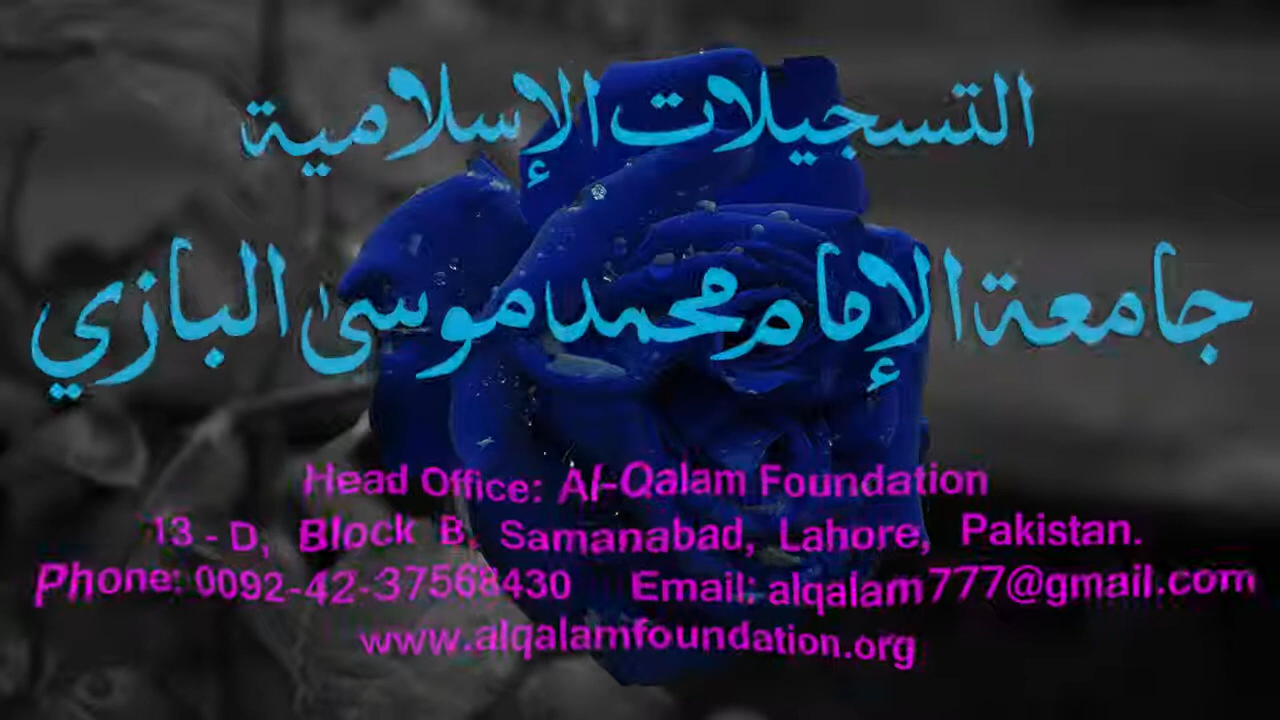 التسجيلات الإسلامية
جامعة الإمام محمد موسىٰ البازي
Head Office: Al-Qalam Foundation
13 - D, Block B, Samanabad, Lahore, Pakistan.
Phone: 0092-42-37568430 Email: alqalam777@gmail.com
www.alqalamfoundation.org